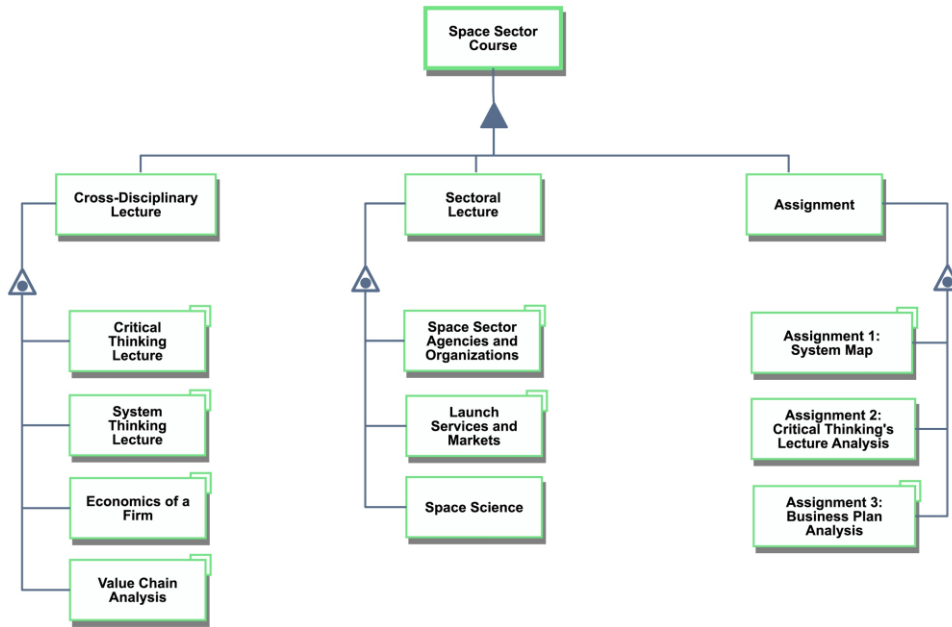 Space Sector
Course
Cross-Disciplinary
Lecture
Sectoral
Lecture
Assignment
Critical
Thinking
Lecture
System
Thinking
Lecture
Economics of a
Firm
Value Chain
Analysis
Space Sector
Agencies and
Organizations
Launch
Services and
Markets
Space Science
Assignment 1:
System Map
Assignment 2:
Critical Thinking's
Lecture Analysis
Assignment 3:
Business Plan
Analysis